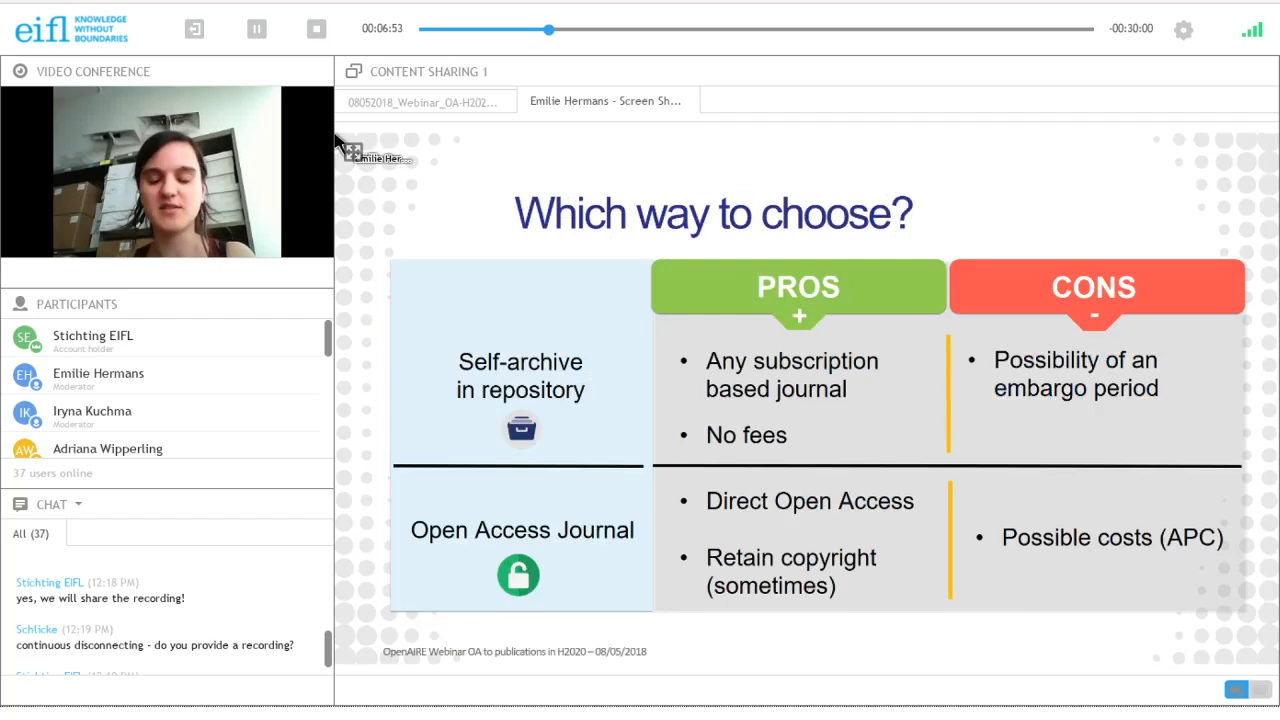 eifl KNOWLEDGE
WITHOUT
BOUNDARIES
00:06:53
-00:30:00
VIDEO CONFERENCE
CONTENT SHARING 1
08052018_Webinar_OA-H202...
Emilie Hermans - Screen Sh...
Emilie Her...
Which way to choose?
PROS
+
CONS
-
Self-archive
in repository
• Any subscription
based journal
• No fees
• Possibility of an
embargo period
Open Access Journal
• Direct Open Access
• Retain copyright
(sometimes)
• Possible costs (APC)
OpenAIRE Webinar OA to publications in H2020 – 08/05/2018
PARTICIPANTS
SE
Stichting EIFL
Account holder
EH
Emilie Hermans
Moderator
IK
Iryna Kuchma
Moderator
AW
Adriana Wipperling
37 users online
CHAT
All (37)
Stichting EIFL (12:18 PM)
yes, we will share the recording!
Schlicke (12:19 PM)
continuous disconnecting - do you provide a recording?